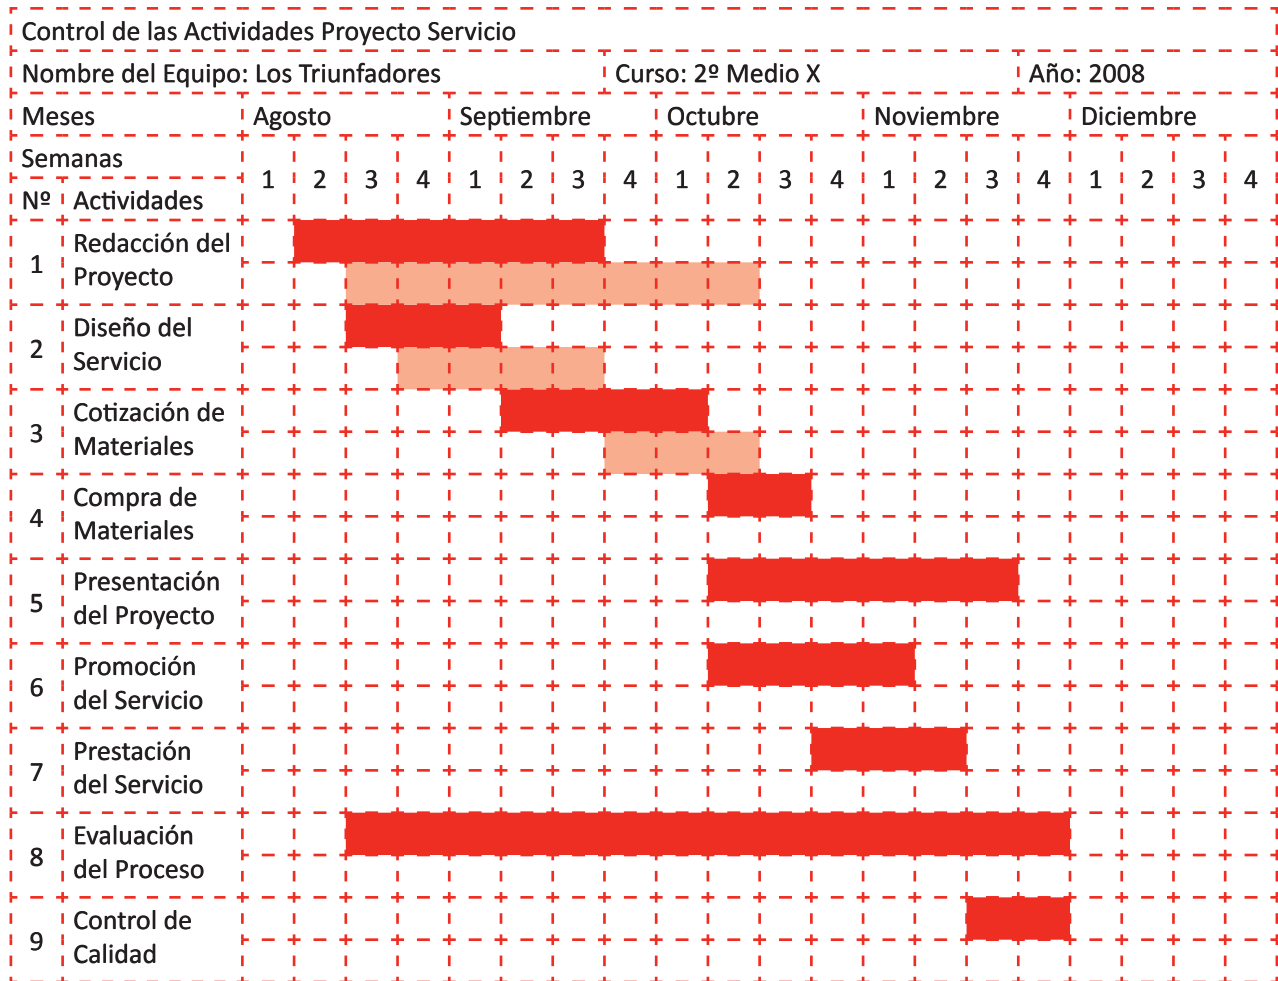 Control de las Actividades Proyecto Servicio
Nombre del Equipo: Los Triunfadores Curso: 2º Medio X Año: 2008
Meses Agosto Septiembre Octubre Noviembre Diciembre
Semanas
1 2 3 4 1 2 3 4 1 2 3 4 1 2 3 4 1 2 3 4
Nº Actividades
1 Redacción del
Proyecto
2 Diseño del
Servicio
3 Cotización de
Materiales
4 Compra de
Materiales
5 Presentación
del Proyecto
6 Promoción
del Servicio
7 Prestación
del Servicio
8 Evaluación
del Proceso
9 Control de
Calidad